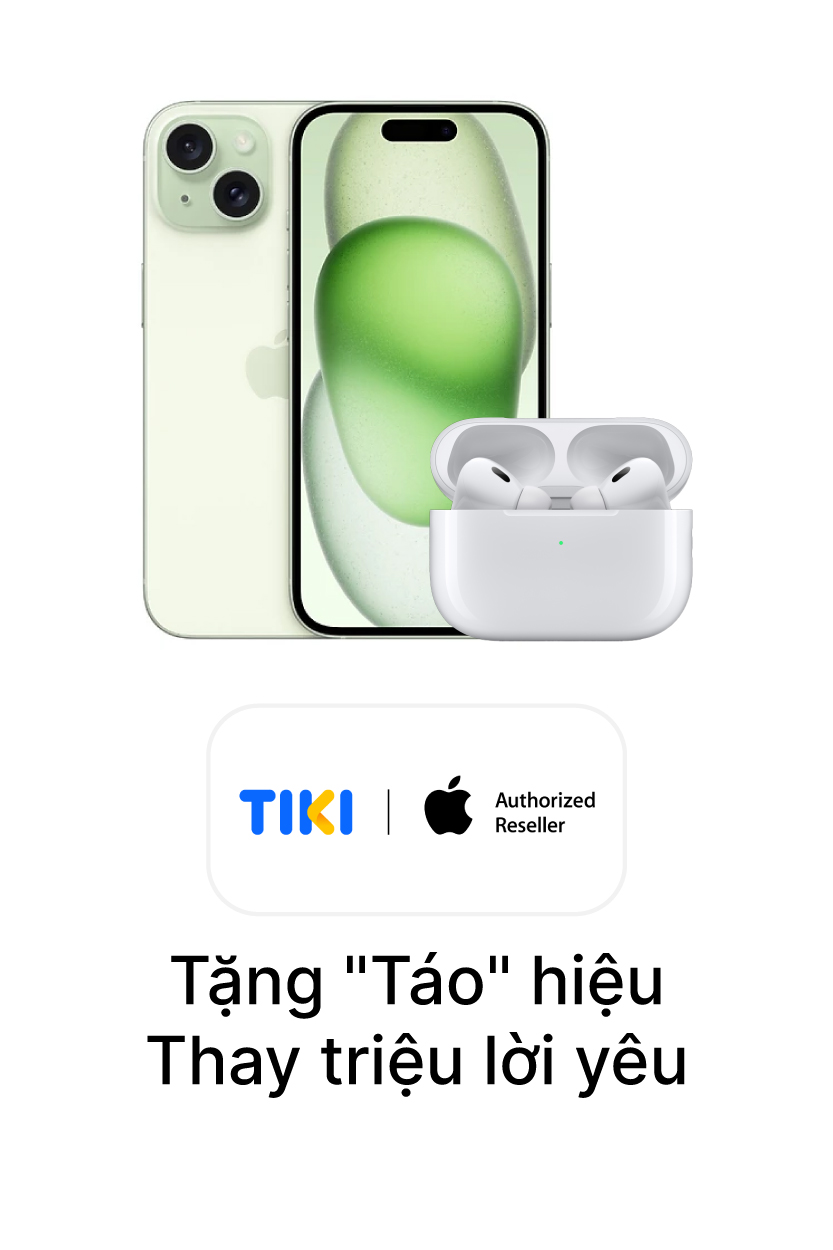 TIKI
Authorized
Reseller
Tặng "Táo" hiệu
Thay triệu lời yêu